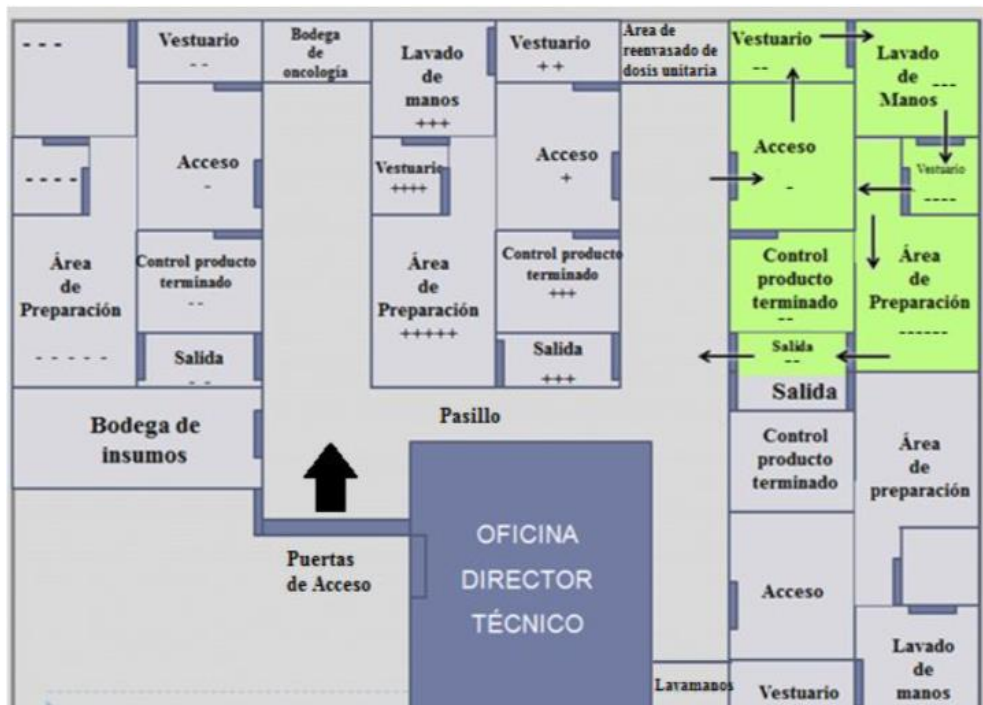 - - -
Vestuario
- -
Bodega
de
oncología
Lavado
de
manos
+++
Vestuario
++
Area de
reenvasado de
dosis unitaria
Vestuario
--
Lavado
de
Manos
---
Acceso
-
Acceso
+
Acceso
-
- - - -
Vestuario
++++
Vestuario
----
Área
de
Preparación
- - - - -
Control producto
terminado
- -
Área
de
Preparación
+++++
Control producto
terminado
+++
Control
producto
terminado
--
Área
de
Preparación
------
Salida
- -
Salida
+++
Salida
--
Bodega de
insumos
Pasillo
Salida
Control
producto
terminado
Área
de
preparación
Puertas
de Acceso
OFICINA
DIRECTOR
TÉCNICO
Acceso
Lavamanos
Vestuario
Lavado
de
manos